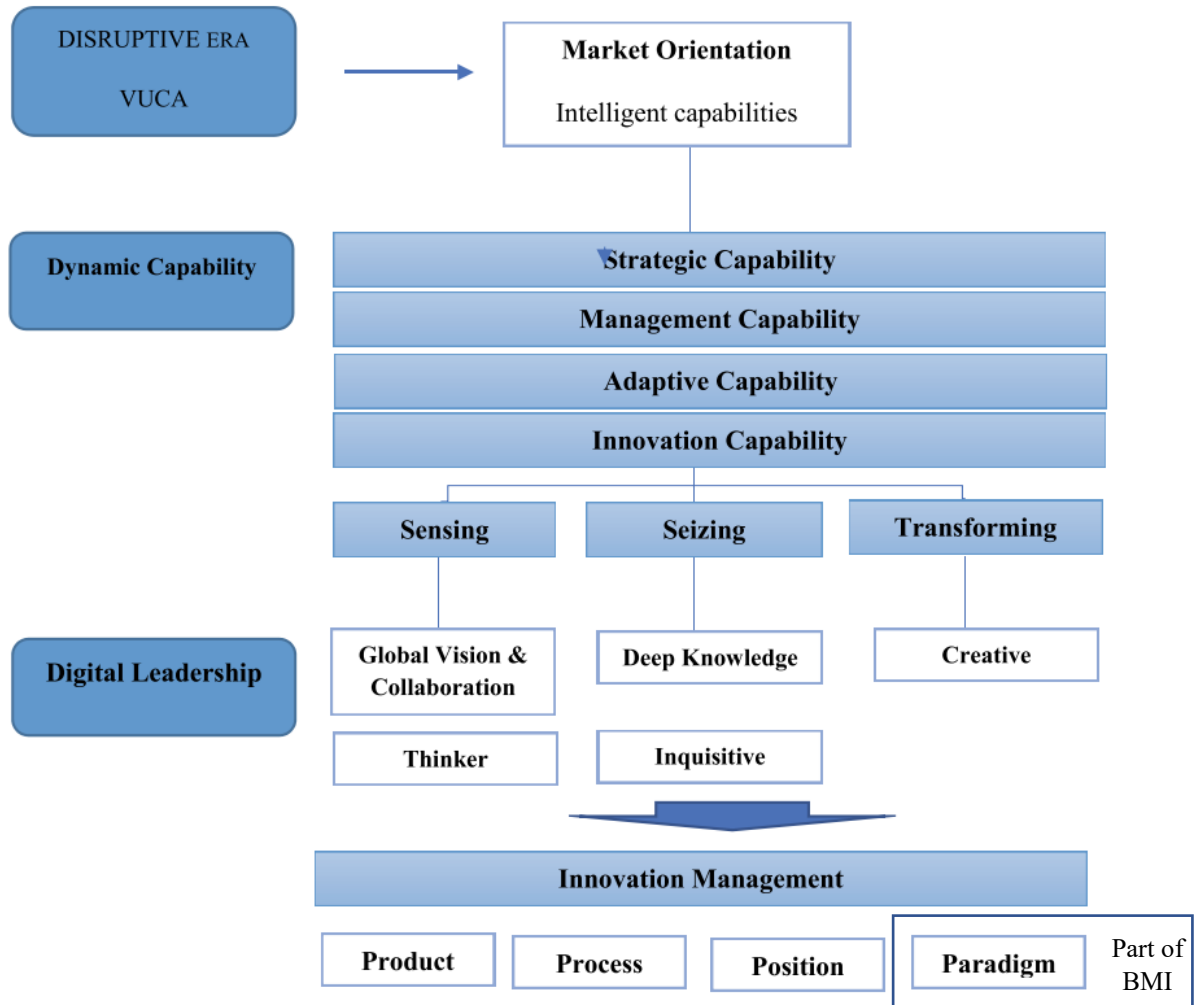 DISRUPTIVE ERA
VUCA
Market Orientation
Intelligent capabilities
Dynamic Capability
Strategic Capability
Management Capability
Adaptive Capability
Innovation Capability
Sensing
Seizing
Transforming
Digital Leadership
Global Vision &
Collaboration
Deep Knowledge
Creative
Thinker
Inquisitive
Innovation Management
Product
Process
Position
Paradigm
Part of
BMI